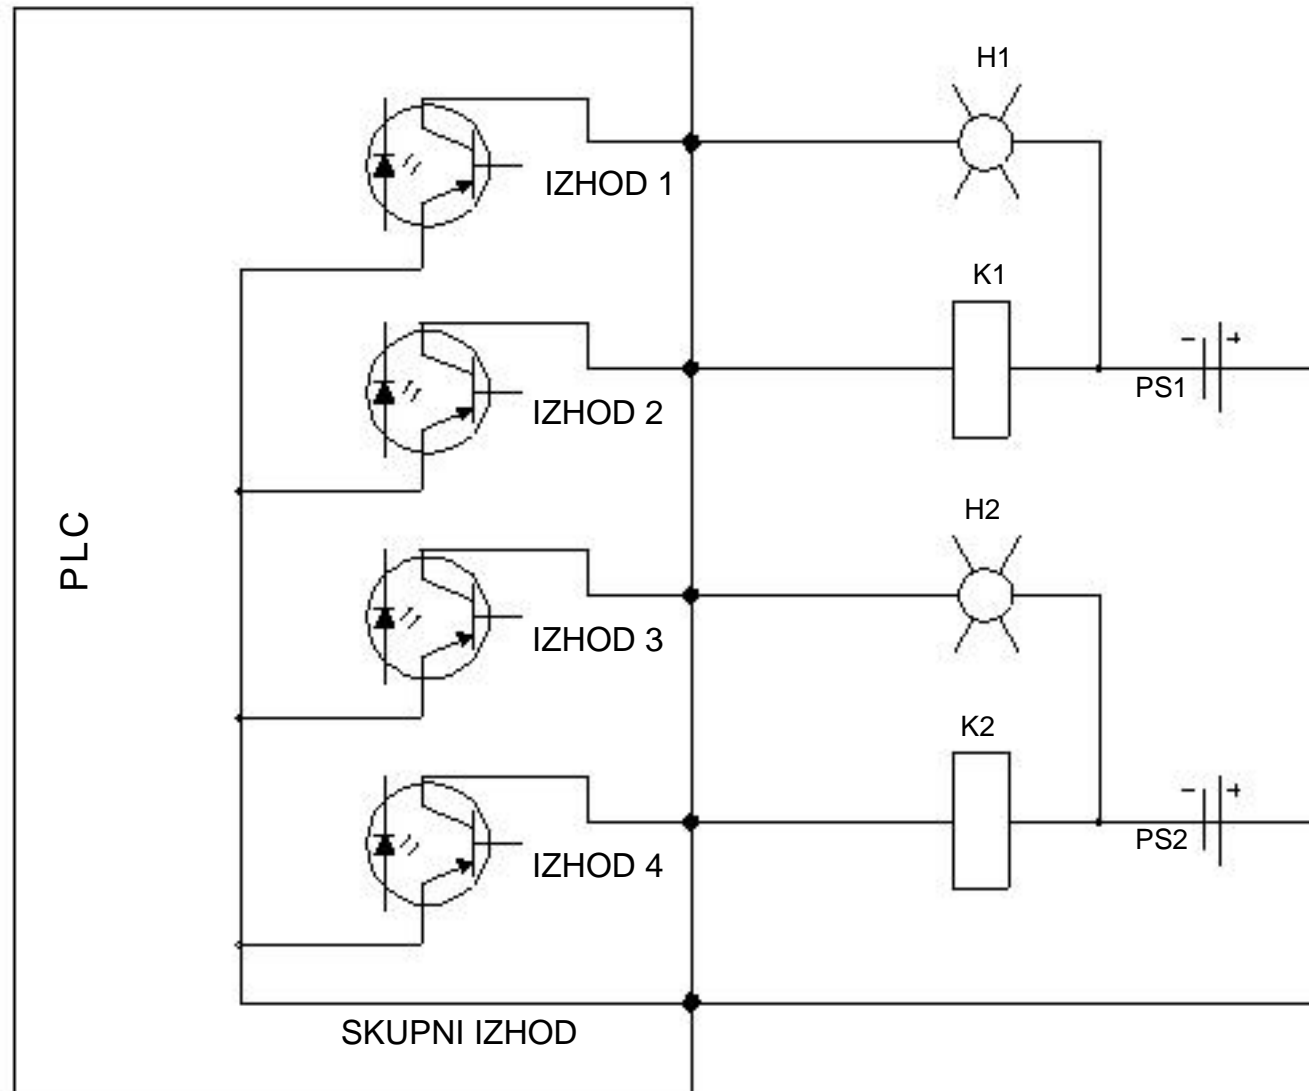 H1
IZHOD 1
K1
- +
PS1
IZHOD 2
PLC
H2
IZHOD 3
K2
- +
PS2
IZHOD 4
SKUPNI IZHOD